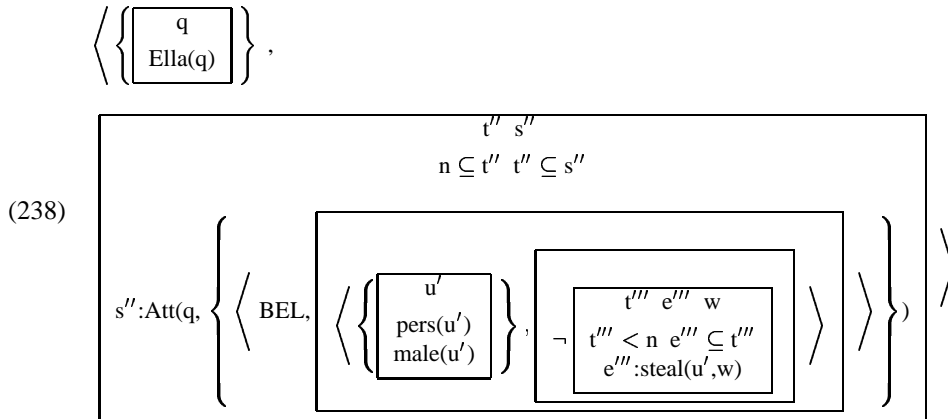 q
Ella(q)
⟨ { } ,
t″ s″
n ⊆ t″ t″ ⊆ s″
(238)
s″:Att(q, { ⟨ BEL, ⟨ { u′
pers(u′)
male(u′) } , ¬ t‴ e‴ w
t‴ < n e‴ ⊆ t‴
e‴:steal(u′,w) ⟩ ⟩ } ) ⟩